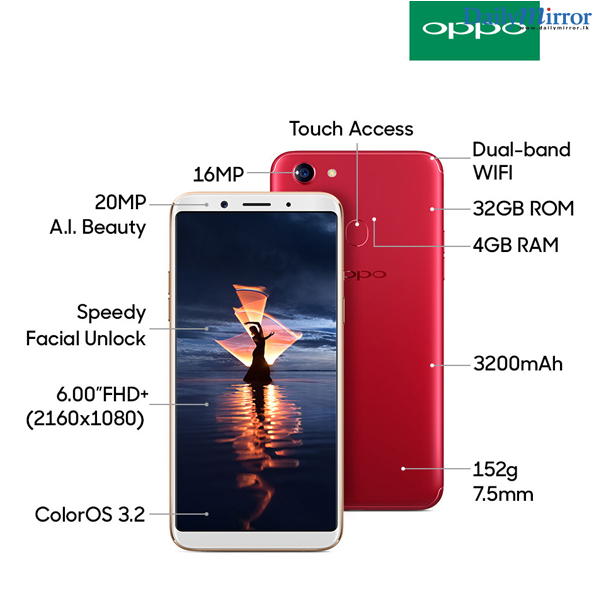 oppo
DailyMirror
www.dailymirror.lk
Touch Access
16MP
Dual-band
WIFI
20MP
A.I. Beauty
32GB ROM
4GB RAM
oppo
Speedy
Facial Unlock
3200mAh
6.00"FHD+
(2160x1080)
152g
7.5mm
ColorOS 3.2